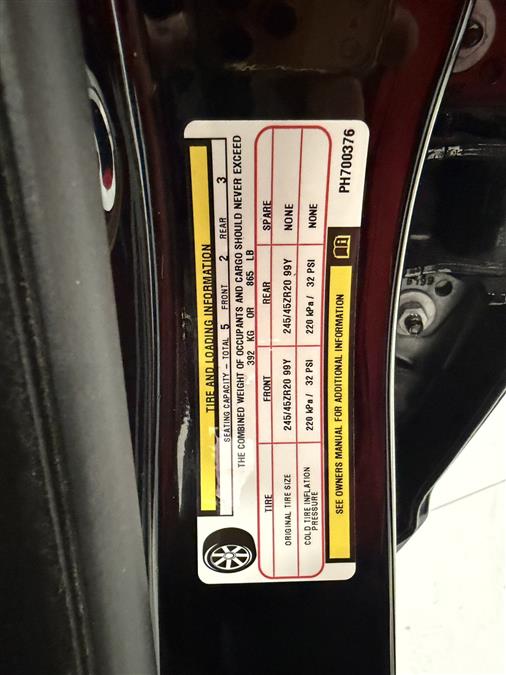 TIRE AND LOADING INFORMATION
SEATING CAPACITY – TOTAL 5 FRONT 2 REAR 3
THE COMBINED WEIGHT OF OCCUPANTS AND CARGO SHOULD NEVER EXCEED
392 KG OR 865 LB
TIRE FRONT REAR SPARE
ORIGINAL TIRE SIZE 245/45ZR20 99Y 245/45ZR20 99Y NONE
COLD TIRE INFLATION
PRESSURE 220 kPa / 32 PSI 220 kPa / 32 PSI NONE
SEE OWNERS MANUAL FOR ADDITIONAL INFORMATION
PH700376